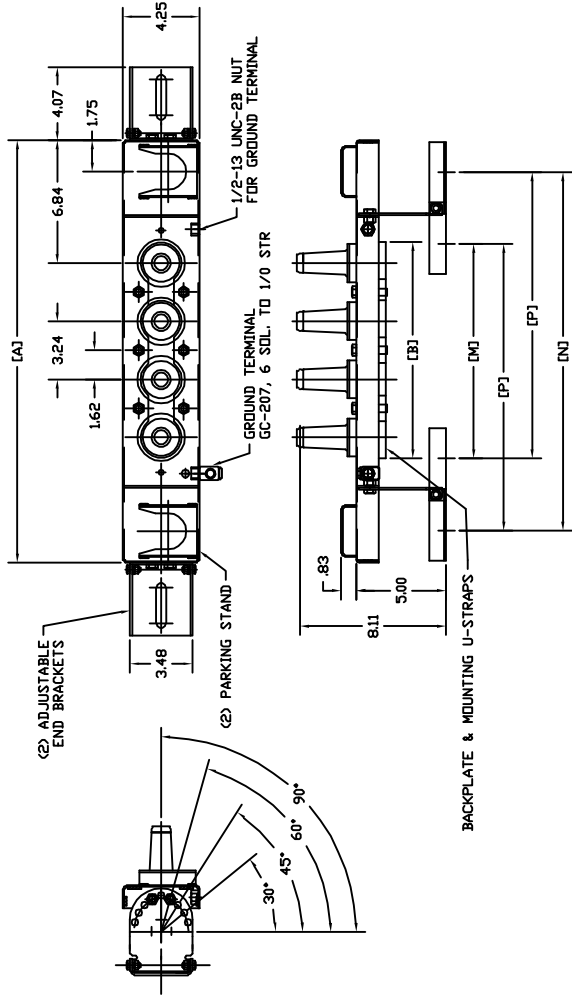 (2) ADJUSTABLE
END BRACKETS
(2) PARKING STAND
GROUND TERMINAL
GC-207, 6 SOL. TO 1/0 STR
1/2-13 UNC-2B NUT
FOR GROUND TERMINAL
[A]
6.84
4.07
1.75
3.24
1.62
4.25
3.48
30°
45°
60°
90°
.83
5.00
8.11
[B]
[M]
[P]
[P]
[N]
BACKPLATE & MOUNTING U-STRAPS